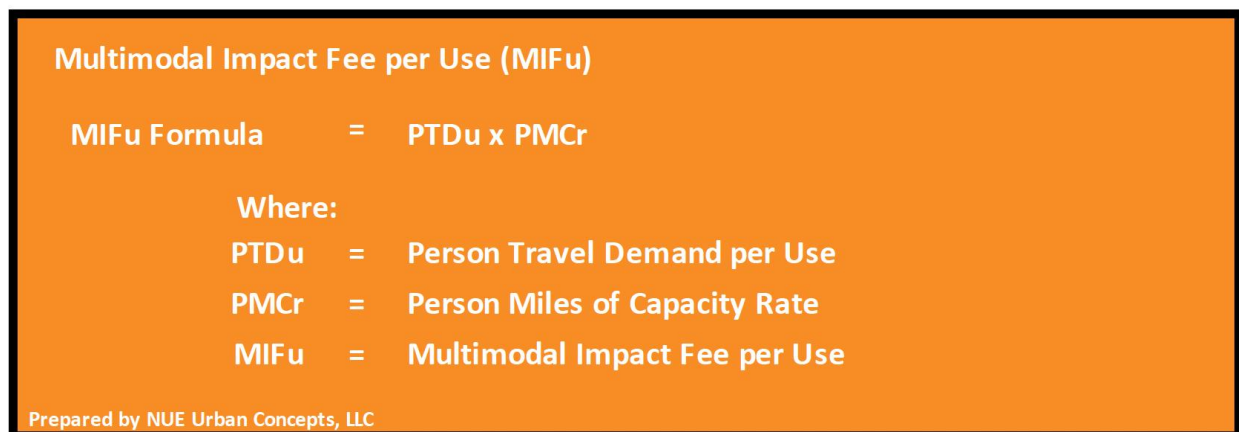 Multimodal Impact Fee per Use (MIFu)
MIFu Formula = PTDu x PMCr
Where:
PTDu = Person Travel Demand per Use
PMCr = Person Miles of Capacity Rate
MIFu = Multimodal Impact Fee per Use
Prepared by NUE Urban Concepts, LLC